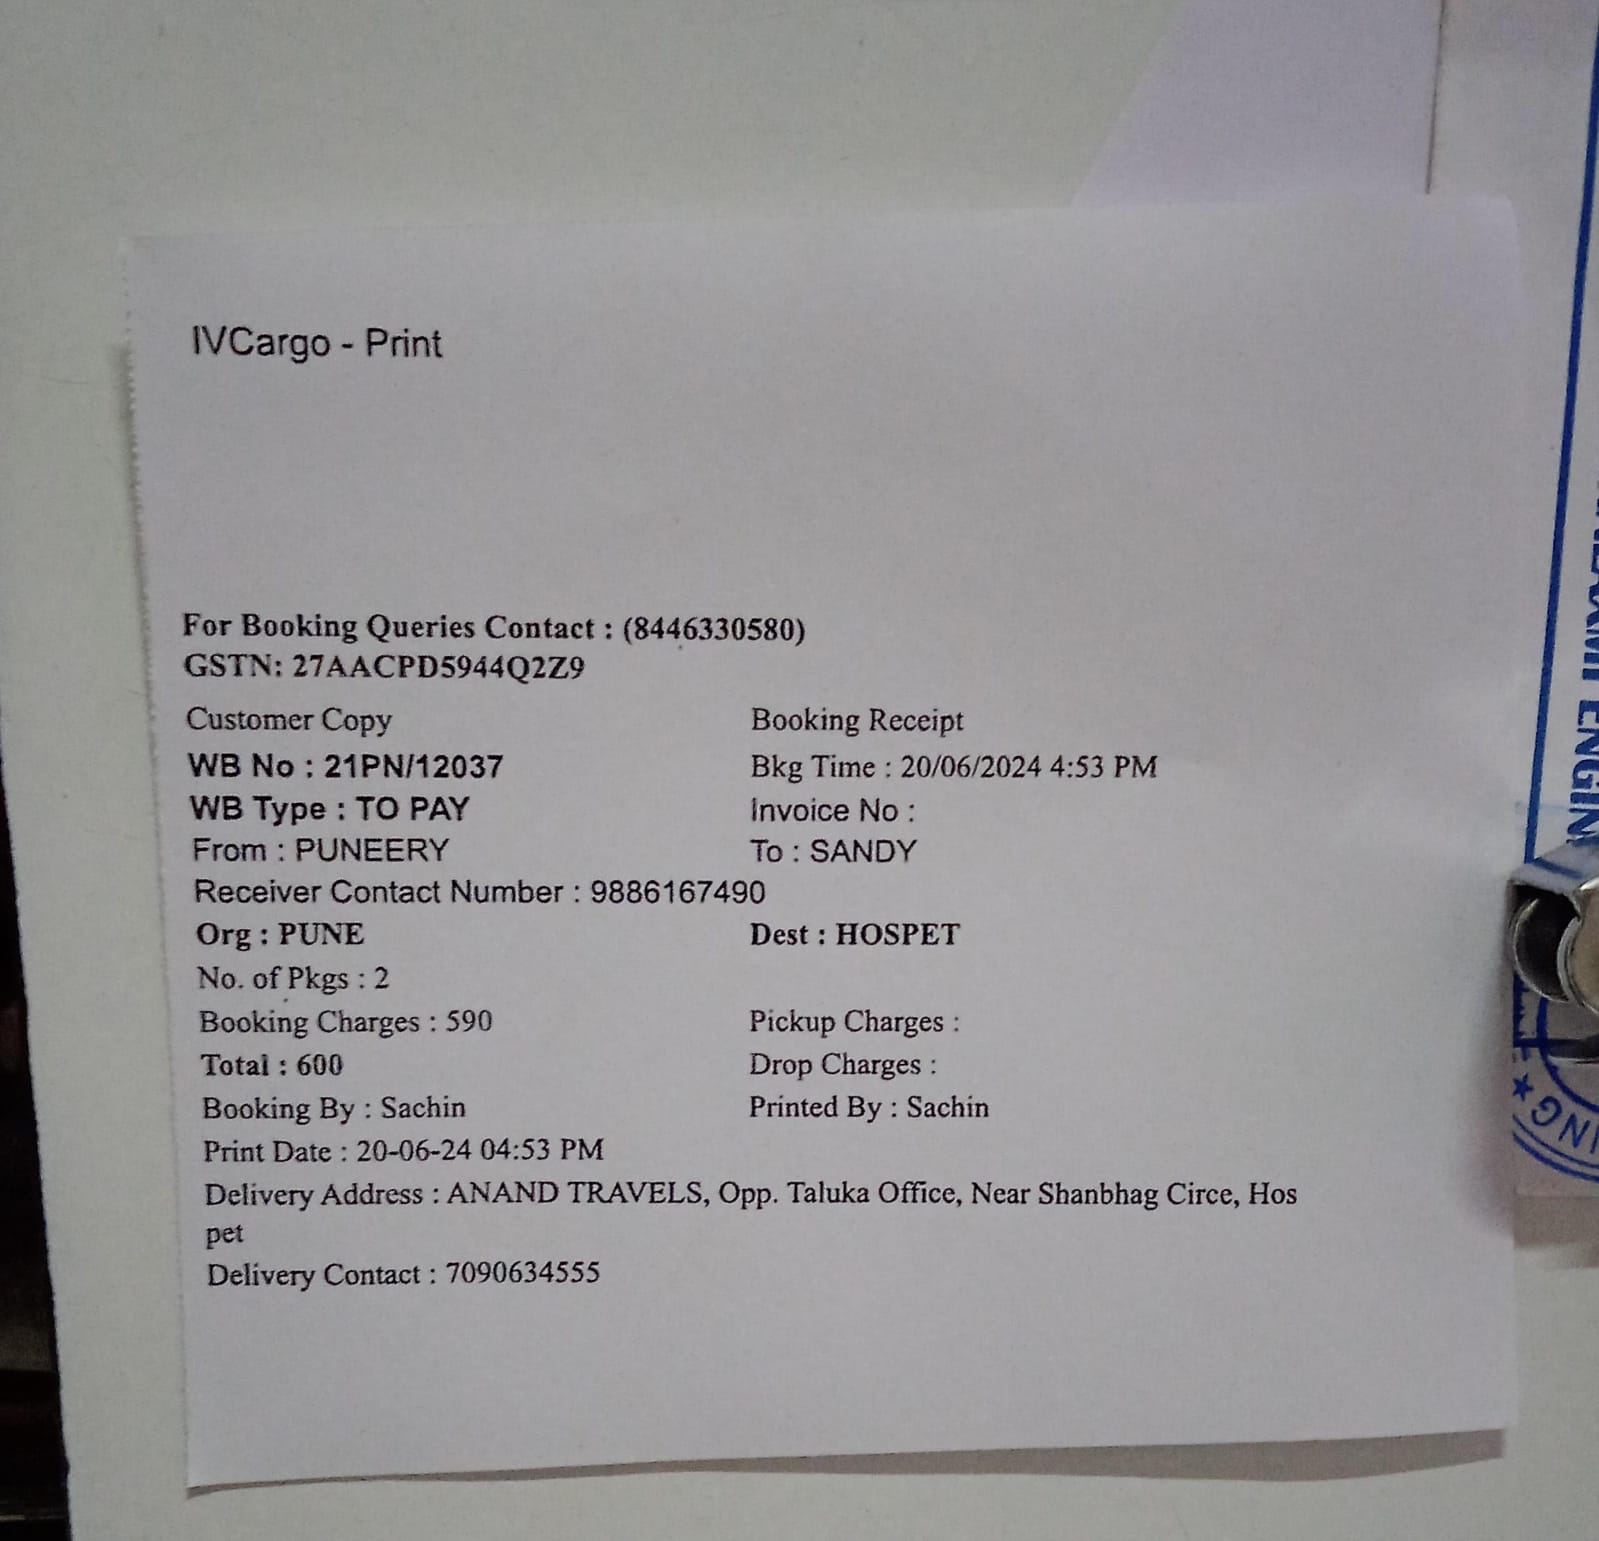 IVCargo - Print
For Booking Queries Contact : (8446330580)
GSTN: 27AACPD5944Q2Z9
Customer Copy Booking Receipt
WB No : 21PN/12037 Bkg Time : 20/06/2024 4:53 PM
WB Type : TO PAY Invoice No :
From : PUNEERY To : SANDY
Receiver Contact Number : 9886167490
Org : PUNE Dest : HOSPET
No. of Pkgs : 2
Booking Charges : 590 Pickup Charges :
Total : 600 Drop Charges :
Booking By : Sachin Printed By : Sachin
Print Date : 20-06-24 04:53 PM
Delivery Address : ANAND TRAVELS, Opp. Taluka Office, Near Shanbhag Circe, Hos
pet
Delivery Contact : 7090634555